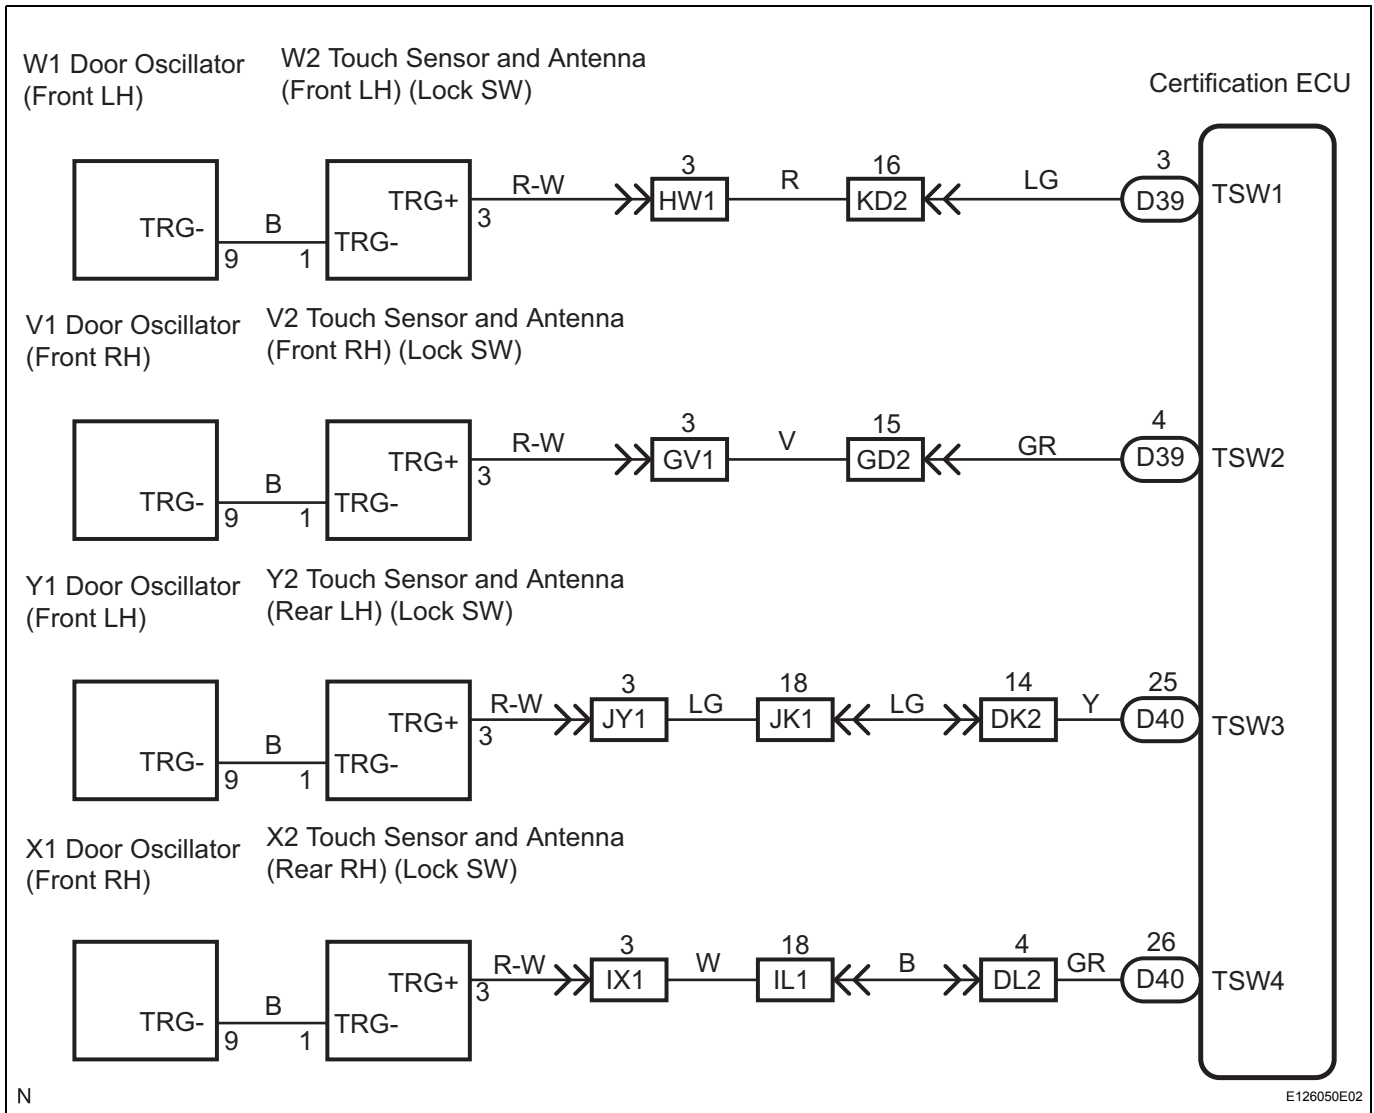 W1 Door Oscillator
(Front LH)
W2 Touch Sensor and Antenna
(Front LH) (Lock SW)
Certification ECU
TRG-
9
B
1
TRG-
TRG+
3
R-W
3
HW1
R
16
KD2
LG
3
D39
TSW1
V1 Door Oscillator
(Front RH)
V2 Touch Sensor and Antenna
(Front RH) (Lock SW)
TRG-
9
B
1
TRG-
TRG+
3
R-W
3
GV1
V
15
GD2
GR
4
D39
TSW2
Y1 Door Oscillator
(Front LH)
Y2 Touch Sensor and Antenna
(Rear LH) (Lock SW)
TRG-
9
B
1
TRG-
TRG+
3
R-W
3
JY1
LG
18
JK1
LG
14
DK2
Y
25
D40
TSW3
X1 Door Oscillator
(Front RH)
X2 Touch Sensor and Antenna
(Rear RH) (Lock SW)
TRG-
9
B
1
TRG-
TRG+
3
R-W
3
IX1
W
18
IL1
B
4
DL2
GR
26
D40
TSW4
N
E126050E02